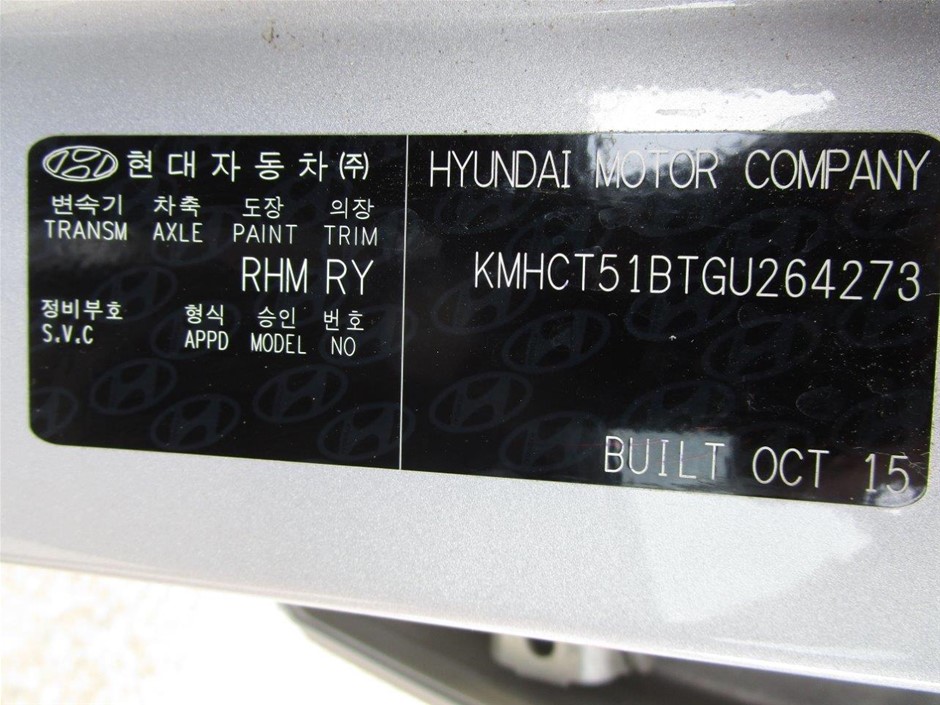 현대자동차㈜
변속기 차축 도장 의장
TRANSM AXLE PAINT TRIM
RHM RY
정비부호 형식 승인 번호
S.V.C APPD MODEL NO
HYUNDAI MOTOR COMPANY
KMHCT51BTGU264273
BUILT OCT 15